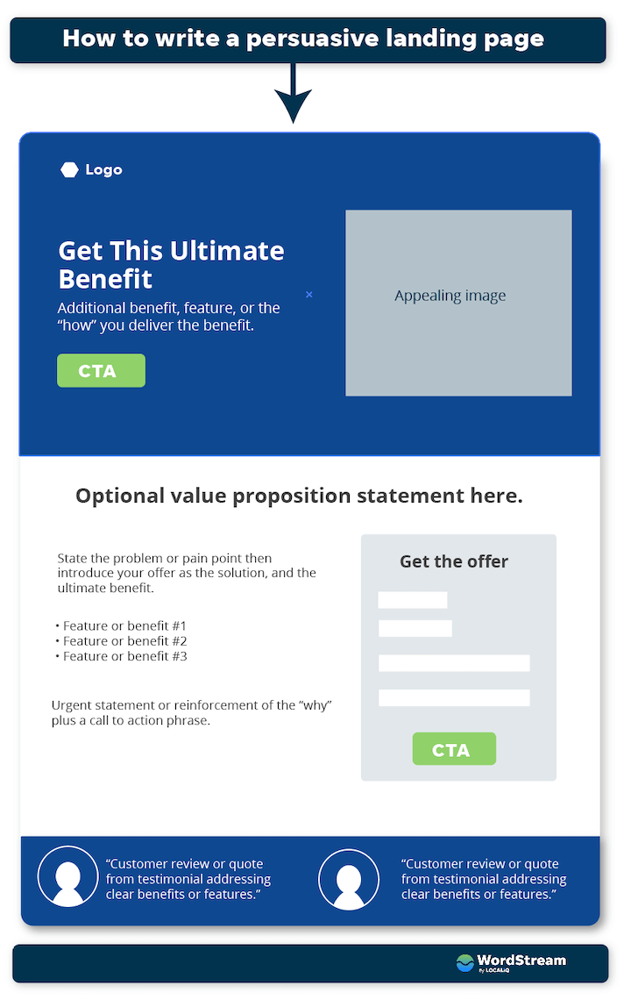 How to write a persuasive landing page
Logo
Get This Ultimate
Benefit
Additional benefit, feature, or the
“how” you deliver the benefit.
CTA
Appealing image
Optional value proposition statement here.
State the problem or pain point then
introduce your offer as the solution, and the
ultimate benefit.
• Feature or benefit #1
• Feature or benefit #2
• Feature or benefit #3
Urgent statement or reinforcement of the “why”
plus a call to action phrase.
Get the offer
CTA
“Customer review or quote
from testimonial addressing
clear benefits or features.”
“Customer review or quote
from testimonial addressing
clear benefits or features.”
WordStream
By LOCALiQ